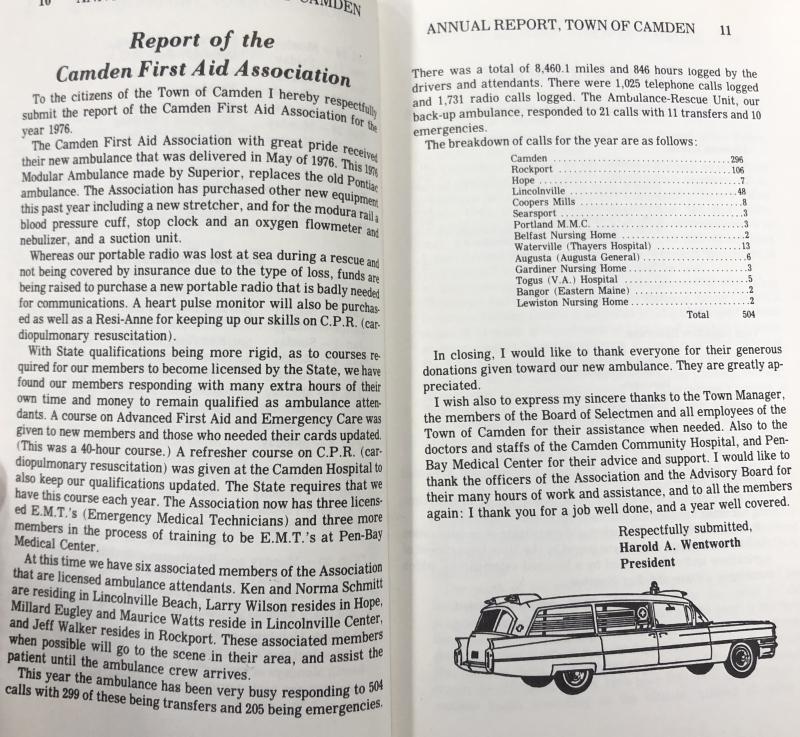 10
CAMDEN
Report of the
Camden First Aid Association
To the citizens of the Town of Camden I hereby respectfully
submit the report of the Camden First Aid Association for the
year 1976.
The Camden First Aid Association with great pride received
their new ambulance that was delivered in May of 1976. This 1976
Modular Ambulance made by Superior, replaces the old Pontiac
ambulance. The Association has purchased other new equipment
this past year including a new stretcher, and for the modura rail a
blood pressure cuff, stop clock and an oxygen flowmeter and
nebulizer, and a suction unit.
Whereas our portable radio was lost at sea during a rescue and
not being covered by insurance due to the type of loss, funds are
being raised to purchase a new portable radio that is badly needed
for communications. A heart pulse monitor will also be purchas-
ed as well as a Resi-Anne for keeping up our skills on C.P.R. (car-
diopulmonary resuscitation).
With State qualifications being more rigid, as to courses re-
quired for our members to become licensed by the State, we have
found our members responding with many extra hours of their
own time and money to remain qualified as ambulance atten-
dants. A course on Advanced First Aid and Emergency Care was
given to new members and those who needed their cards updated.
(This was a 40-hour course.) A refresher course on C.P.R. (car-
diopulmonary resuscitation) was given at the Camden Hospital to
also keep our qualifications updated. The State requires that we
have this course each year. The Association now has three licens-
ed E.M.T.'s (Emergency Medical Technicians) and three more
members in the process of training to be E.M.T.'s at Pen-Bay
Medical Center.
At this time we have six associated members of the Association
that are licensed ambulance attendants. Ken and Norma Schmitt
are residing in Lincolnville Beach, Larry Wilson resides in Hope,
Millard Eugley and Maurice Watts reside in Lincolnville Center,
and Jeff Walker resides in Rockport. These associated members
when possible will go to the scene in their area, and assist the
patient until the ambulance crew arrives.
This year the ambulance has been very busy responding to 504
calls with 299 of these being transfers and 205 being emergencies.
ANNUAL REPORT, TOWN OF CAMDEN 11
There was a total of 8,460.1 miles and 846 hours logged by the
drivers and attendants. There were 1,025 telephone calls logged
and 1,731 radio calls logged. The Ambulance-Rescue Unit, our
back-up ambulance, responded to 21 calls with 11 transfers and 10
emergencies.
The breakdown of calls for the year are as follows:
Camden ........................................ 296
Rockport ....................................... 106
Hope ........................................... 7
Lincolnville .................................... 48
Coopers Mills .................................. 8
Searsport ...................................... 3
Portland M.M.C. ................................ 3
Belfast Nursing Home ........................... 2
Waterville (Thayers Hospital) .................. 13
Augusta (Augusta General) ...................... 6
Gardiner Nursing Home .......................... 3
Togus (V.A.) Hospital .......................... 5
Bangor (Eastern Maine) ......................... 2
Lewiston Nursing Home .......................... 2
Total 504
In closing, I would like to thank everyone for their generous
donations given toward our new ambulance. They are greatly ap-
preciated.
I wish also to express my sincere thanks to the Town Manager,
the members of the Board of Selectmen and all employees of the
Town of Camden for their assistance when needed. Also to the
doctors and staffs of the Camden Community Hospital, and Pen-
Bay Medical Center for their advice and support. I would like to
thank the officers of the Association and the Advisory Board for
their many hours of work and assistance, and to all the members
again: I thank you for a job well done, and a year well covered.
Respectfully submitted,
Harold A. Wentworth
President